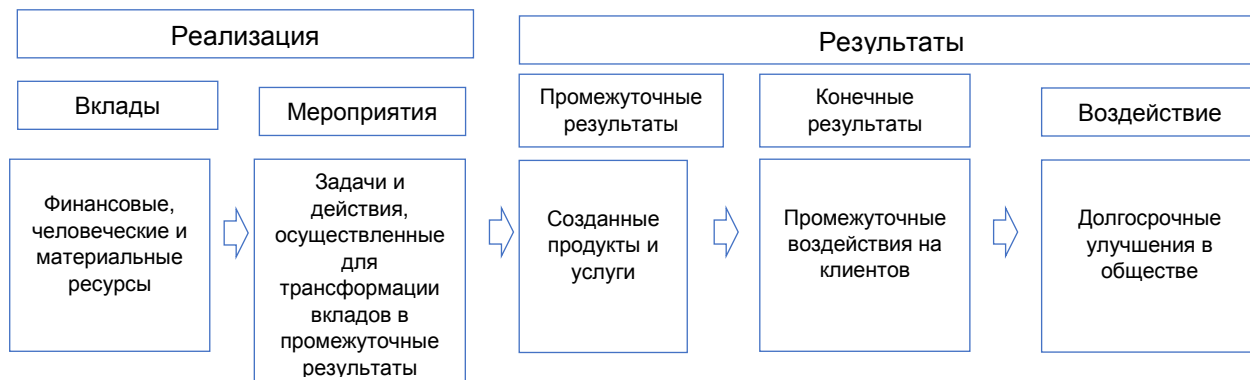 Реализация
Результаты
Вклады
Мероприятия
Промежуточные
результаты
Конечные
результаты
Воздействие
Финансовые,
человеческие и
материальные
ресурсы
Задачи и
действия,
осуществленные
для
трансформации
вкладов в
промежуточные
результаты
Созданные
продукты и
услуги
Промежуточные
воздействия на
клиентов
Долгосрочные
улучшения в
обществе